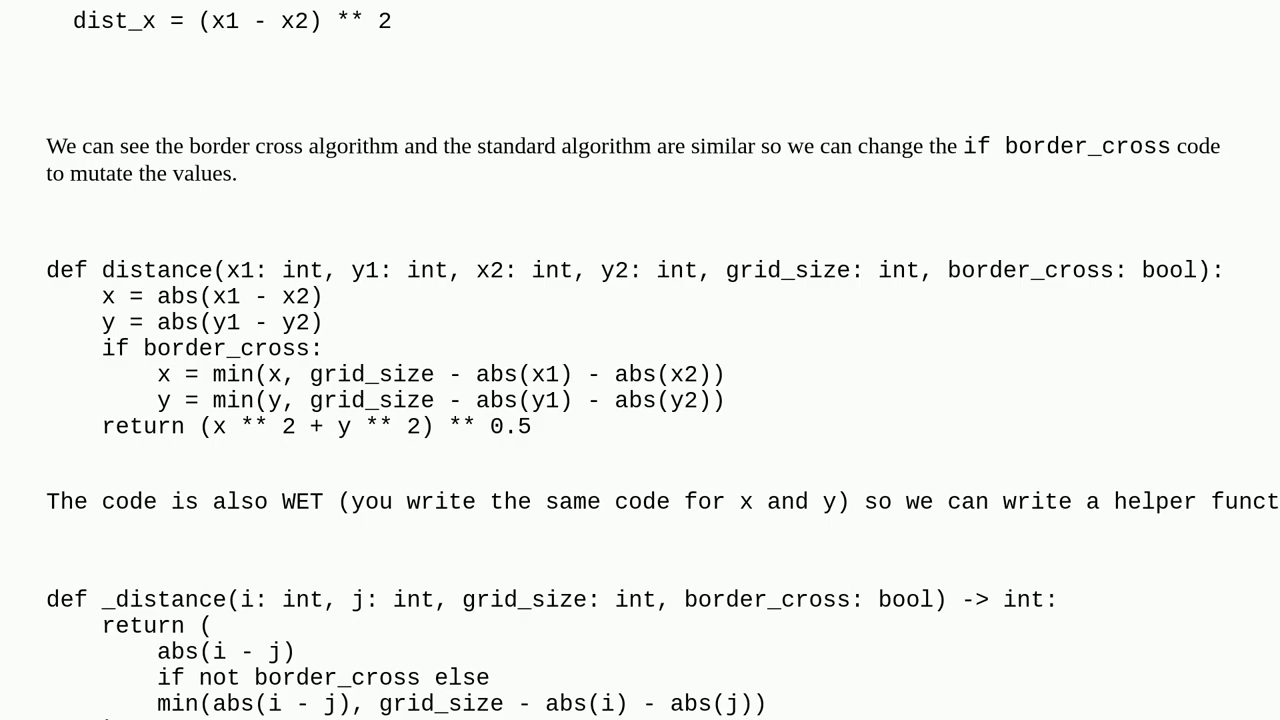 dist_x = (x1 - x2) ** 2
We can see the border cross algorithm and the standard algorithm are similar so we can change the if border_cross code
to mutate the values.
def distance(x1: int, y1: int, x2: int, y2: int, grid_size: int, border_cross: bool):
    x = abs(x1 - x2)
    y = abs(y1 - y2)
    if border_cross:
        x = min(x, grid_size - abs(x1) - abs(x2))
        y = min(y, grid_size - abs(y1) - abs(y2))
    return (x ** 2 + y ** 2) ** 0.5
The code is also WET (you write the same code for x and y) so we can write a helper funct
def _distance(i: int, j: int, grid_size: int, border_cross: bool) -> int:
    return (
        abs(i - j)
        if not border_cross else
        min(abs(i - j), grid_size - abs(i) - abs(j))